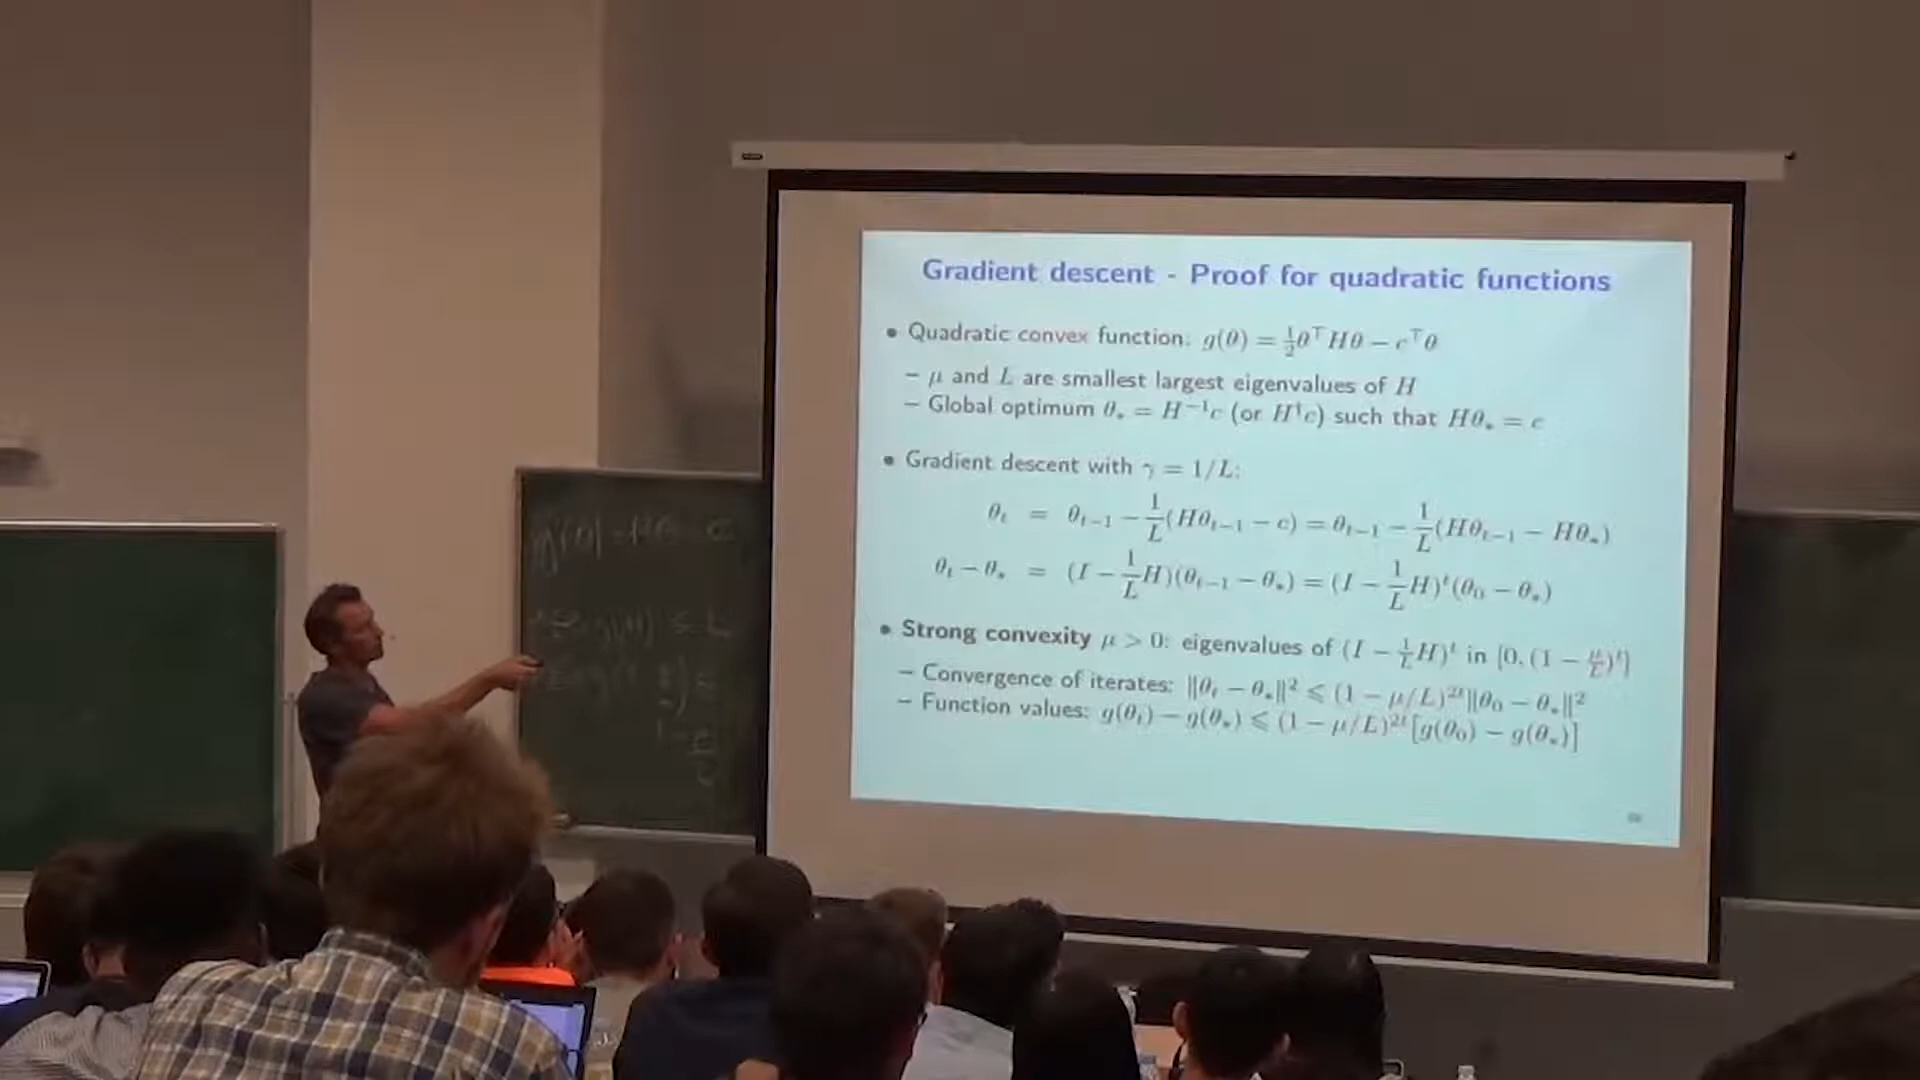 Gradient descent - Proof for quadratic functions
• Quadratic convex function: g(θ) = ½θ⊤Hθ − c⊤θ
– μ and L are smallest largest eigenvalues of H
– Global optimum θ* = H⁻¹c (or H†c) such that Hθ* = c
• Gradient descent with γ = 1/L:
θₜ = θₜ₋₁ − 1/L (Hθₜ₋₁ − c) = θₜ₋₁ − 1/L (Hθₜ₋₁ − Hθ*)
θₜ − θ* = (I − 1/L H)(θₜ₋₁ − θ*) = (I − 1/L H)ᵗ(θ₀ − θ*)
• Strong convexity μ > 0: eigenvalues of (I − 1/L H)ᵗ in [0, (1 − μ/L)ᵗ]
– Convergence of iterates: ‖θₜ − θ*‖² ⩽ (1 − μ/L)²ᵗ‖θ₀ − θ*‖²
– Function values: g(θₜ) − g(θ*) ⩽ (1 − μ/L)²ᵗ[g(θ₀) − g(θ*)]